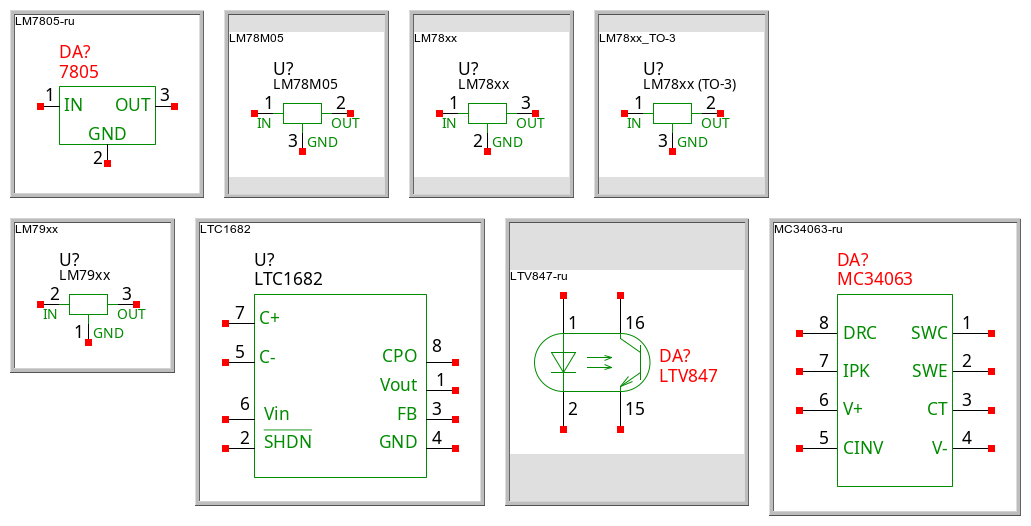 LM7805-ru
DA?
7805
1
IN
OUT
3
GND
2
LM78M05
U?
LM78M05
1
2
IN
OUT
3
GND
LM78xx
U?
LM78xx
1
3
IN
OUT
2
GND
LM78xx_TO-3
U?
LM78xx (TO-3)
1
2
IN
OUT
3
GND
LM79xx
U?
LM79xx
2
3
IN
OUT
1
GND
LTC1682
U?
LTC1682
7
C+
5
C-
8
CPO
1
Vout
6
Vin
3
FB
2
SHDN
4
GND
LTV847-ru
1
16
DA?
LTV847
2
15
MC34063-ru
DA?
MC34063
8
DRC
SWC
1
7
IPK
SWE
2
6
V+
CT
3
5
CINV
V-
4